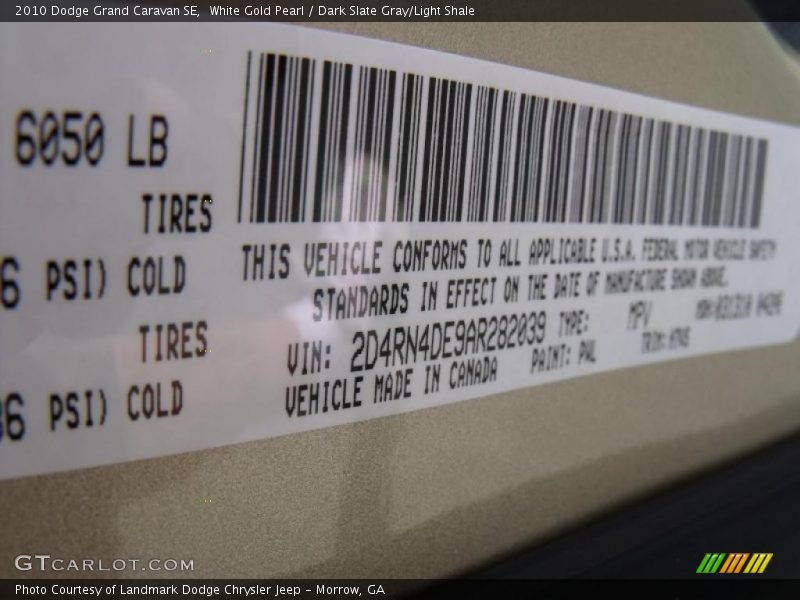 2010 Dodge Grand Caravan SE,  White Gold Pearl / Dark Slate Gray/Light Shale
6050 LB
TIRES
6 PSI) COLD
TIRES
36 PSI) COLD
THIS VEHICLE CONFORMS TO ALL APPLICABLE U.S.A. FEDERAL MOTOR VEHICLE SAFETY
STANDARDS IN EFFECT ON THE DATE OF MANUFACTURE SHOWN ABOVE.
VIN: 2D4RN4DE9AR282039 TYPE: MPV
VEHICLE MADE IN CANADA PAINT: PWL TRIM:
GTCARLOT.COM
Photo Courtesy of Landmark Dodge Chrysler Jeep – Morrow, GA